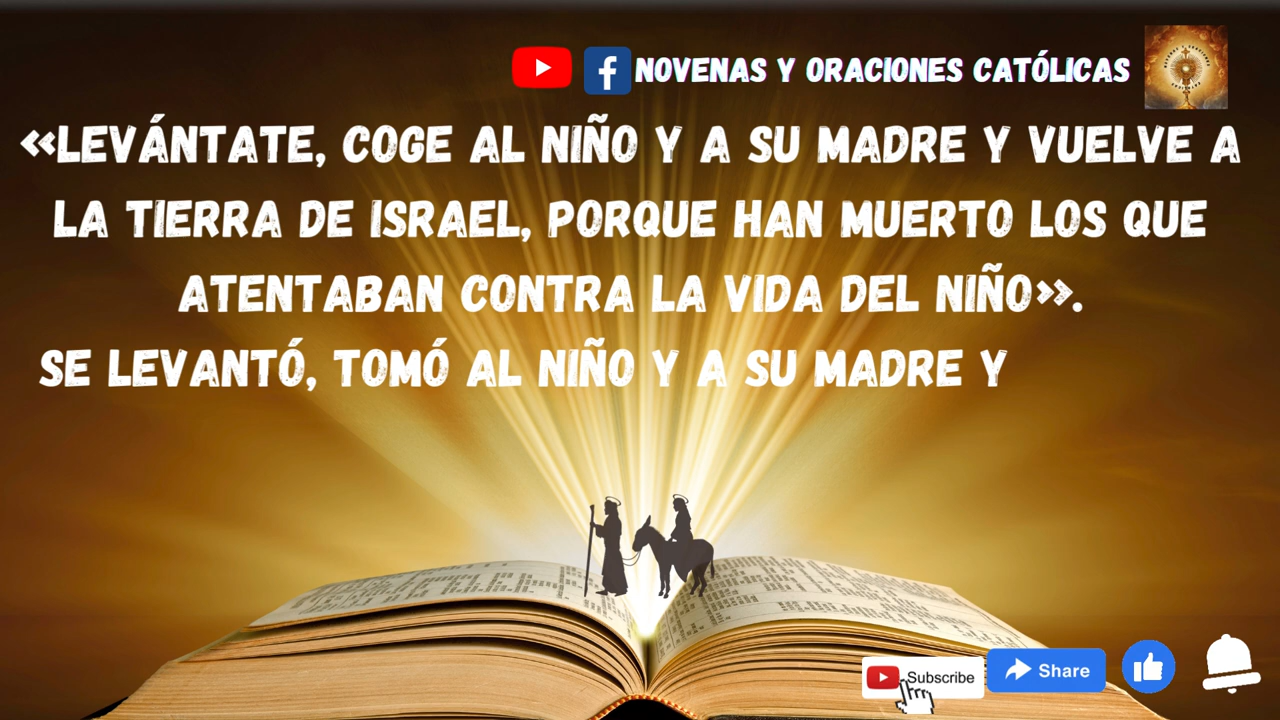 NOVENAS Y ORACIONES CATÓLICAS
«LEVÁNTATE, COGE AL NIÑO Y A SU MADRE Y VUELVE A
LA TIERRA DE ISRAEL, PORQUE HAN MUERTO LOS QUE
ATENTABAN CONTRA LA VIDA DEL NIÑO».
SE LEVANTÓ, TOMÓ AL NIÑO Y A SU MADRE Y
Subscribe
Share